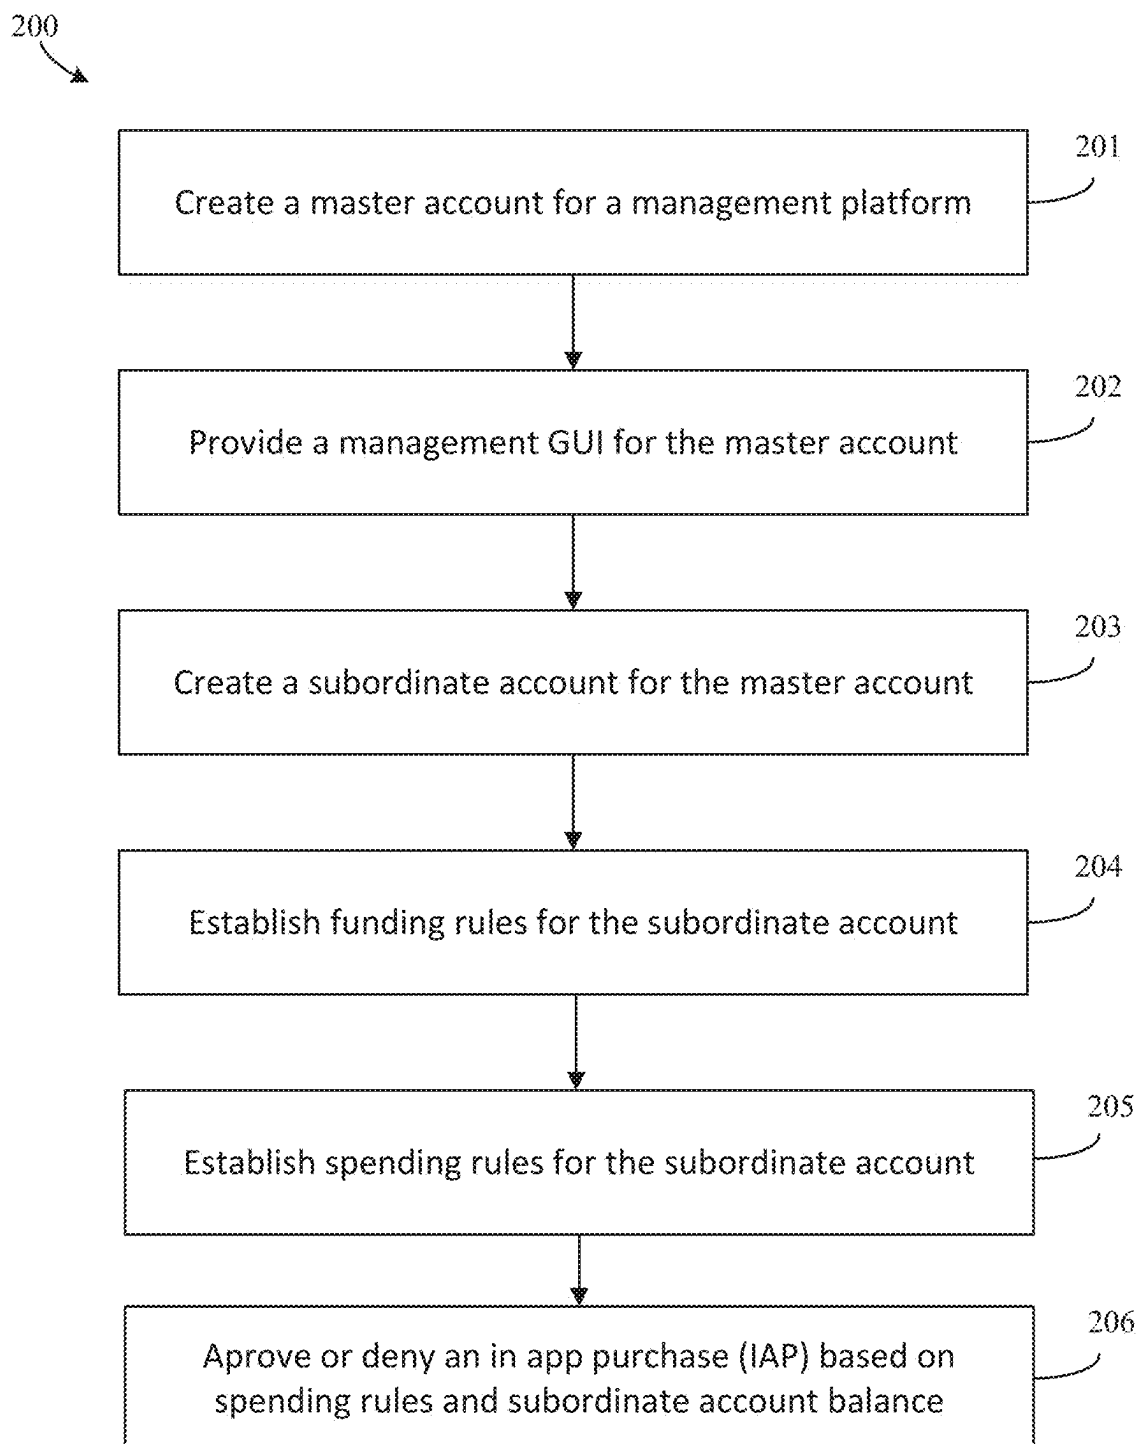 200
201
Create a master account for a management platform
202
Provide a management GUI for the master account
203
Create a subordinate account for the master account
204
Establish funding rules for the subordinate account
205
Establish spending rules for the subordinate account
206
Aprove or deny an in app purchase (IAP) based on
spending rules and subordinate account balance